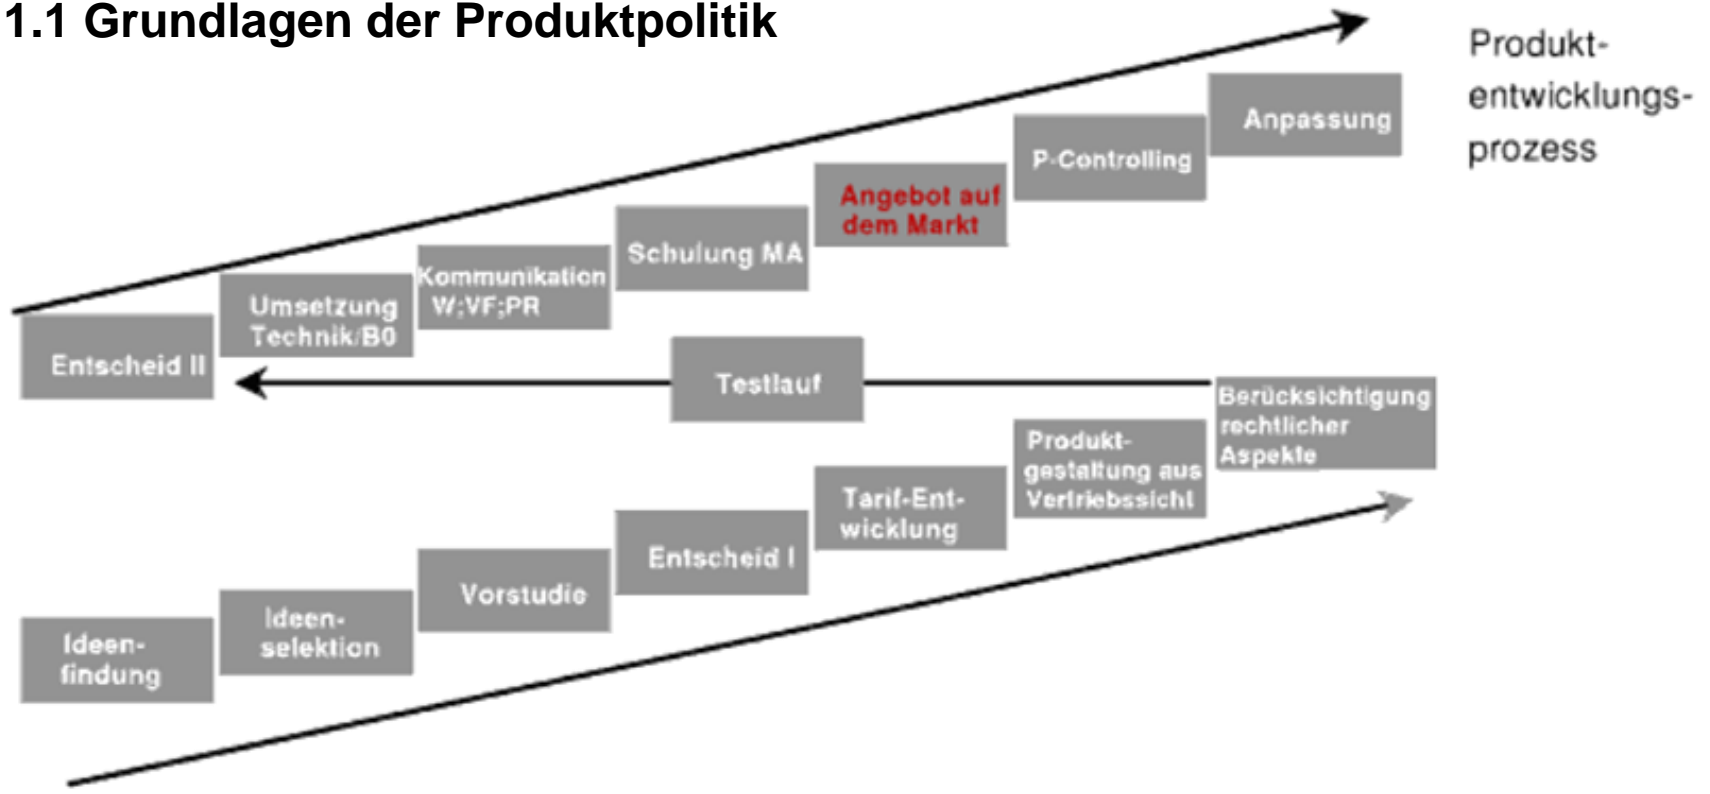 1.1 Grundlagen der Produktpolitik
Produkt-
entwicklungs-
prozess
Anpassung
P-Controlling
Angebot auf
dem Markt
Schulung MA
Kommunikation
W;VF;PR
Umsetzung
Technik/B0
Entscheid II
Testlauf
Berücksichtigung
rechtlicher
Aspekte
Produkt-
gestaltung aus
Vertriebssicht
Tarif-Ent-
wicklung
Entscheid I
Vorstudie
Ideen-
selektion
Ideen-
findung